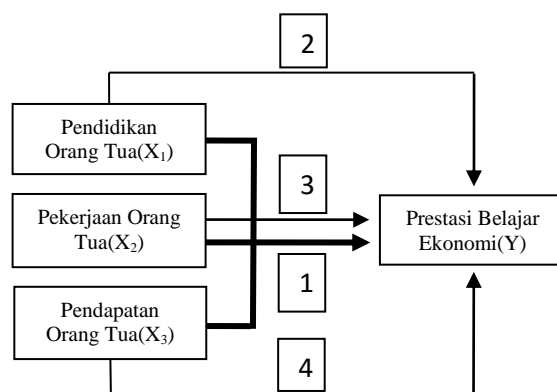 2
Pendidikan
Orang Tua(X₁)
3
Pekerjaan Orang
Tua(X₂)
Prestasi Belajar
Ekonomi(Y)
1
Pendapatan
Orang Tua(X₃)
4